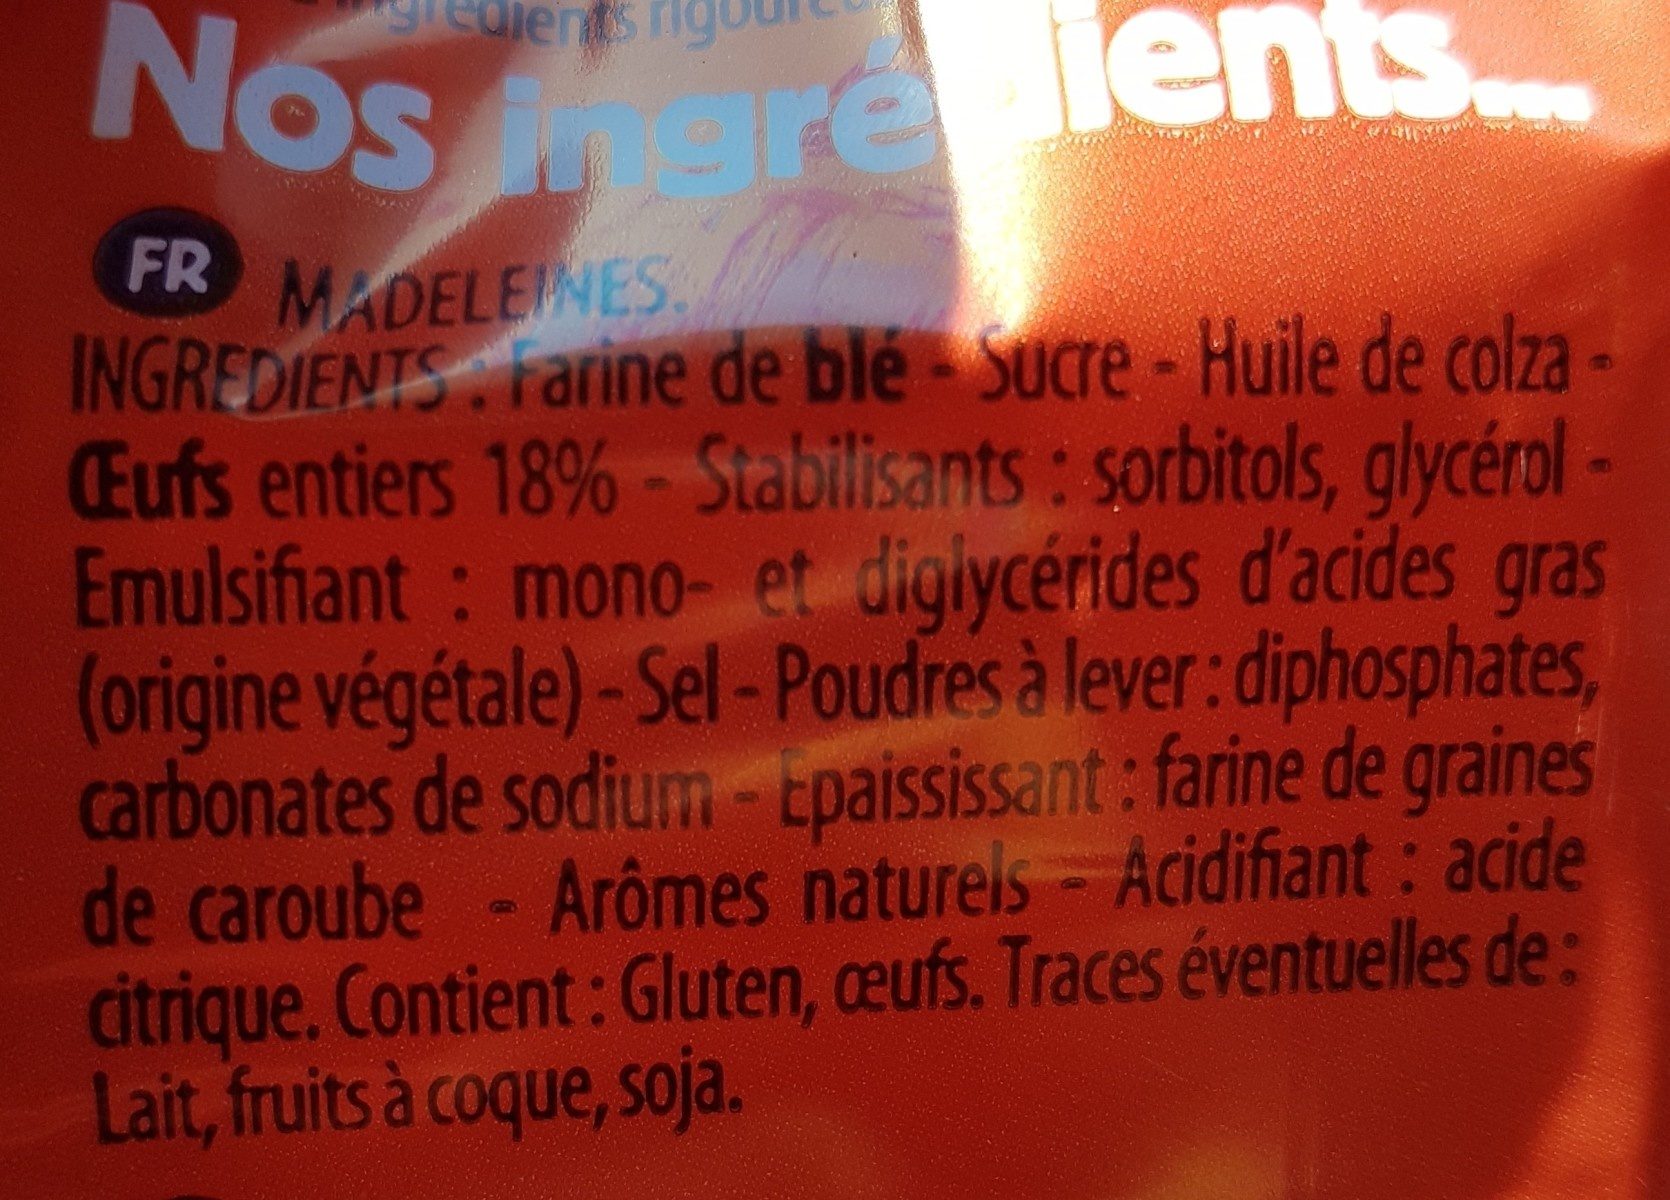 ingrédients
Nos ingrédients...
FR MADELEINES.
INGREDIENTS : Farine de blé - Sucre - Huile de colza -
Œufs entiers 18% - Stabilisants : sorbitols, glycérol -
Emulsifiant : mono- et diglycérides d'acides gras
(origine végétale) - Sel - Poudres à lever : diphosphates,
carbonates de sodium - Epaississant : farine de graines
de caroube - Arômes naturels - Acidifiant : acide
citrique. Contient : Gluten, œufs. Traces éventuelles de :
Lait, fruits à coque, soja.